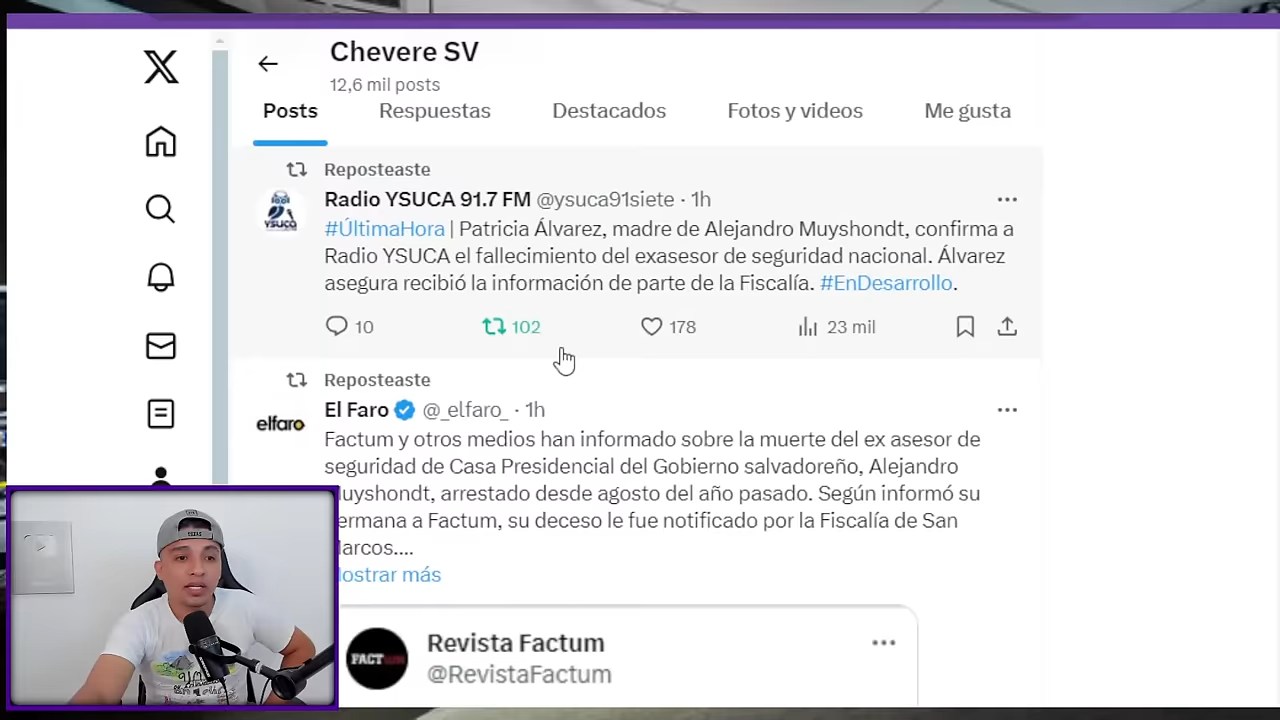 Chevere SV
12,6 mil posts
Posts Respuestas Destacados Fotos y videos Me gusta
Reposteaste
Radio YSUCA 91.7 FM @ysuca91siete · 1h
#ÚltimaHora | Patricia Álvarez, madre de Alejandro Muyshondt, confirma a
Radio YSUCA el fallecimiento del exasesor de seguridad nacional. Álvarez
asegura recibió la información de parte de la Fiscalía. #EnDesarrollo.
YSUCA
10 102 178 23 mil
Reposteaste
El Faro @_elfaro_ · 1h
elfaro
Factum y otros medios han informado sobre la muerte del ex asesor de
seguridad de Casa Presidencial del Gobierno salvadoreño, Alejandro
uyshondt, arrestado desde agosto del año pasado. Según informó su
ermana a Factum, su deceso le fue notificado por la Fiscalía de San
arcos....
ostrar más
Revista Factum
FACTUM
@RevistaFactum